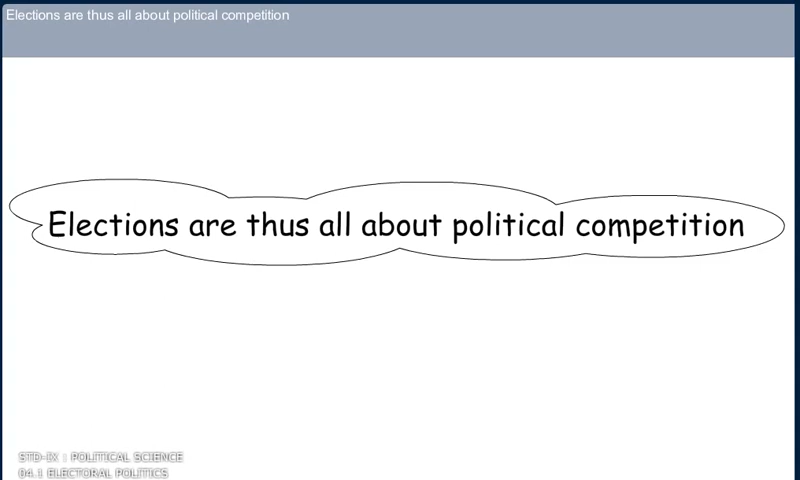 Elections are thus all about political competition
Elections are thus all about political competition
STD-IX : POLITICAL SCIENCE
04.1 ELECTORAL POLITICS